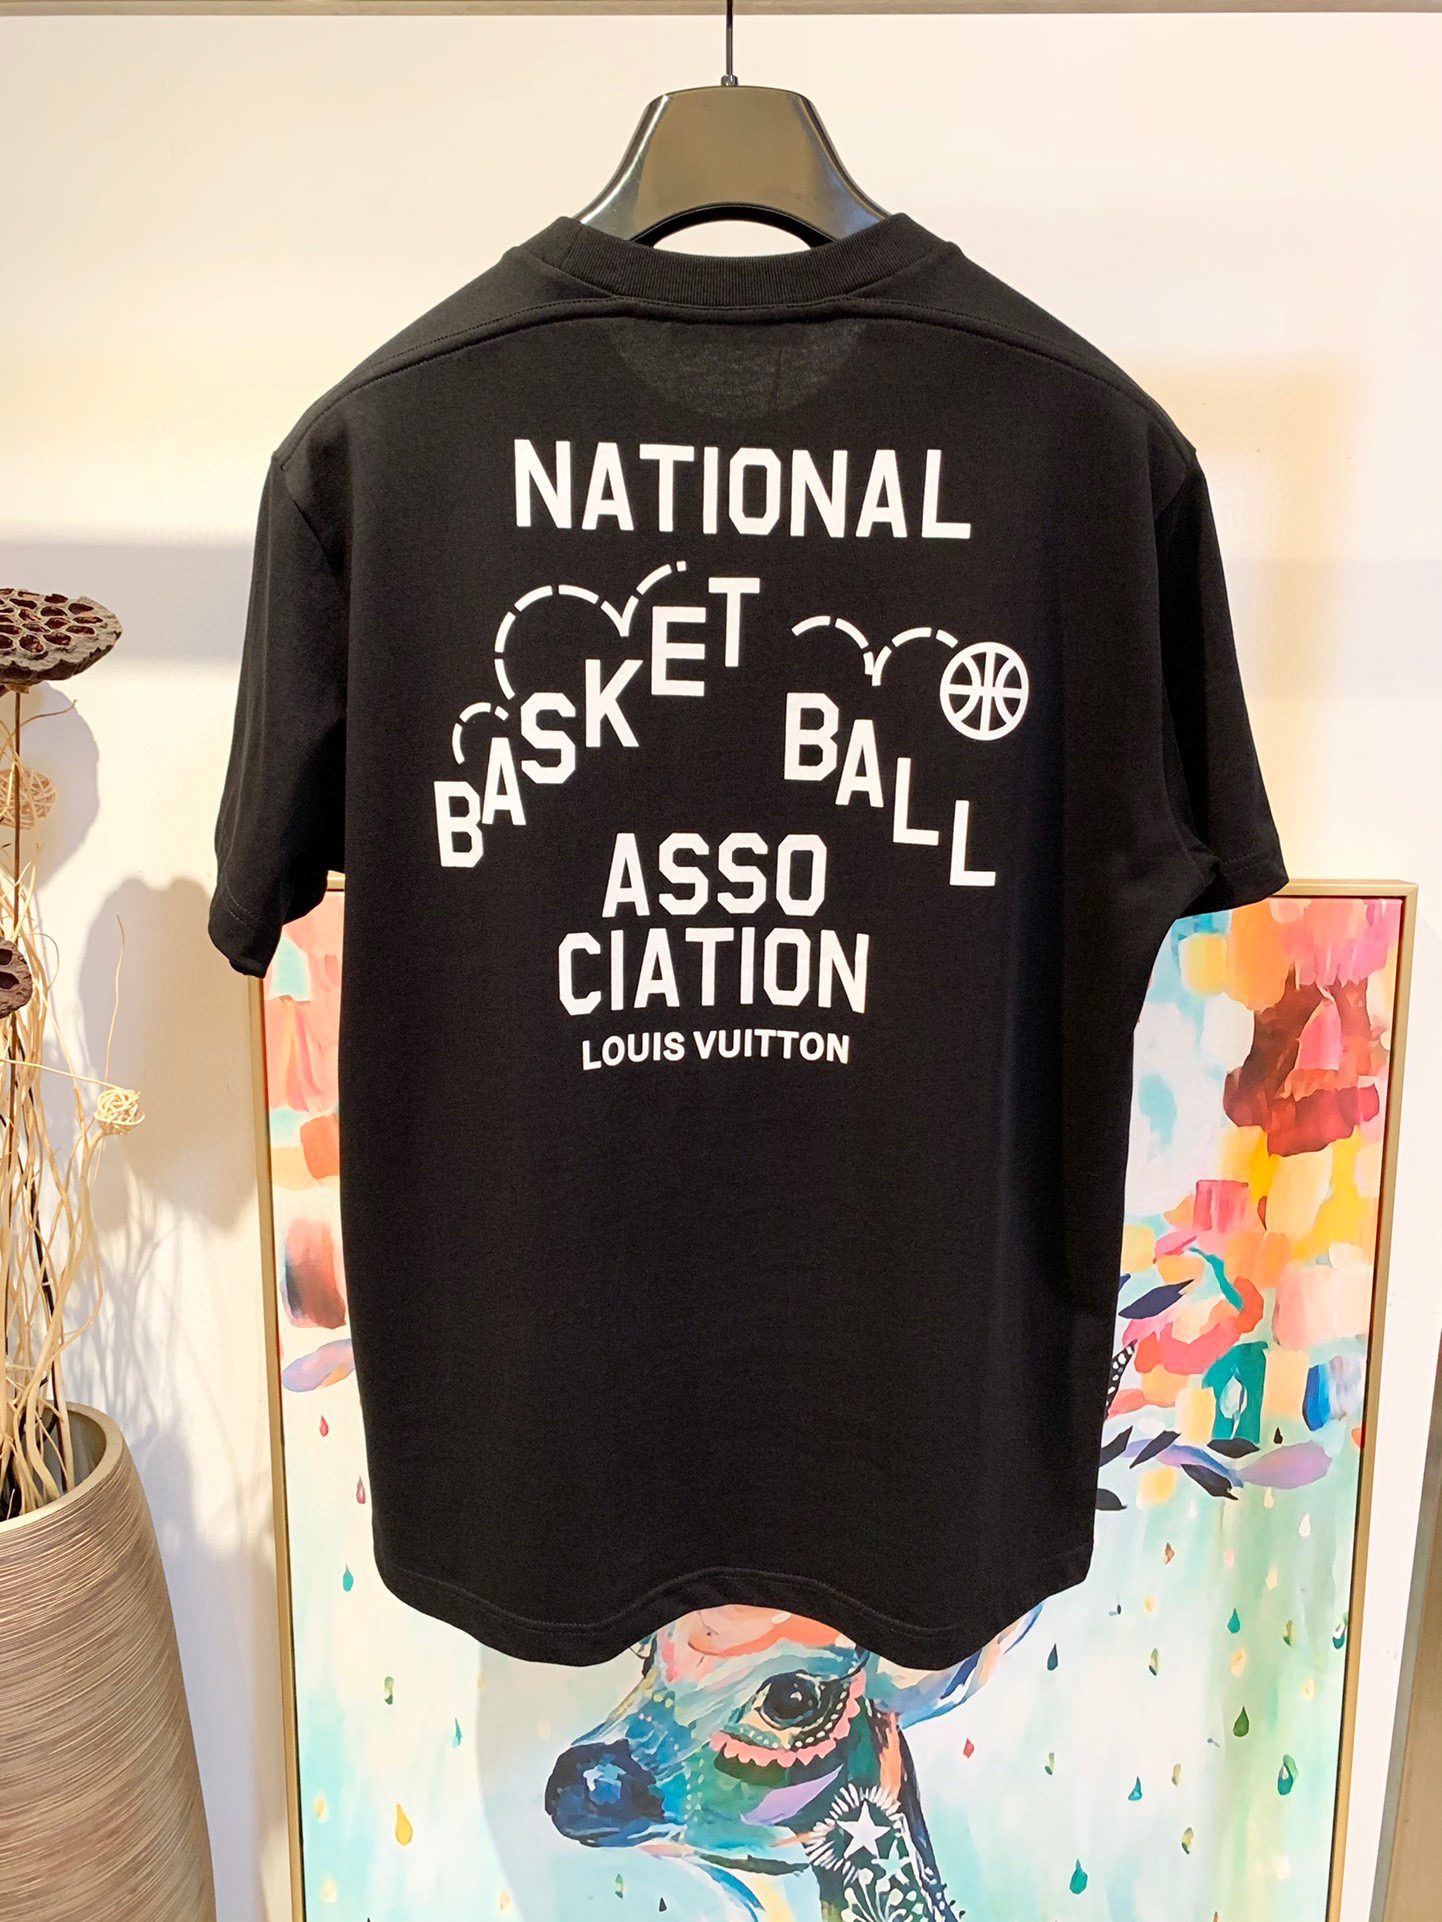 NATIONAL
BASKET BALL
ASSO
CIATION
LOUIS VUITTON